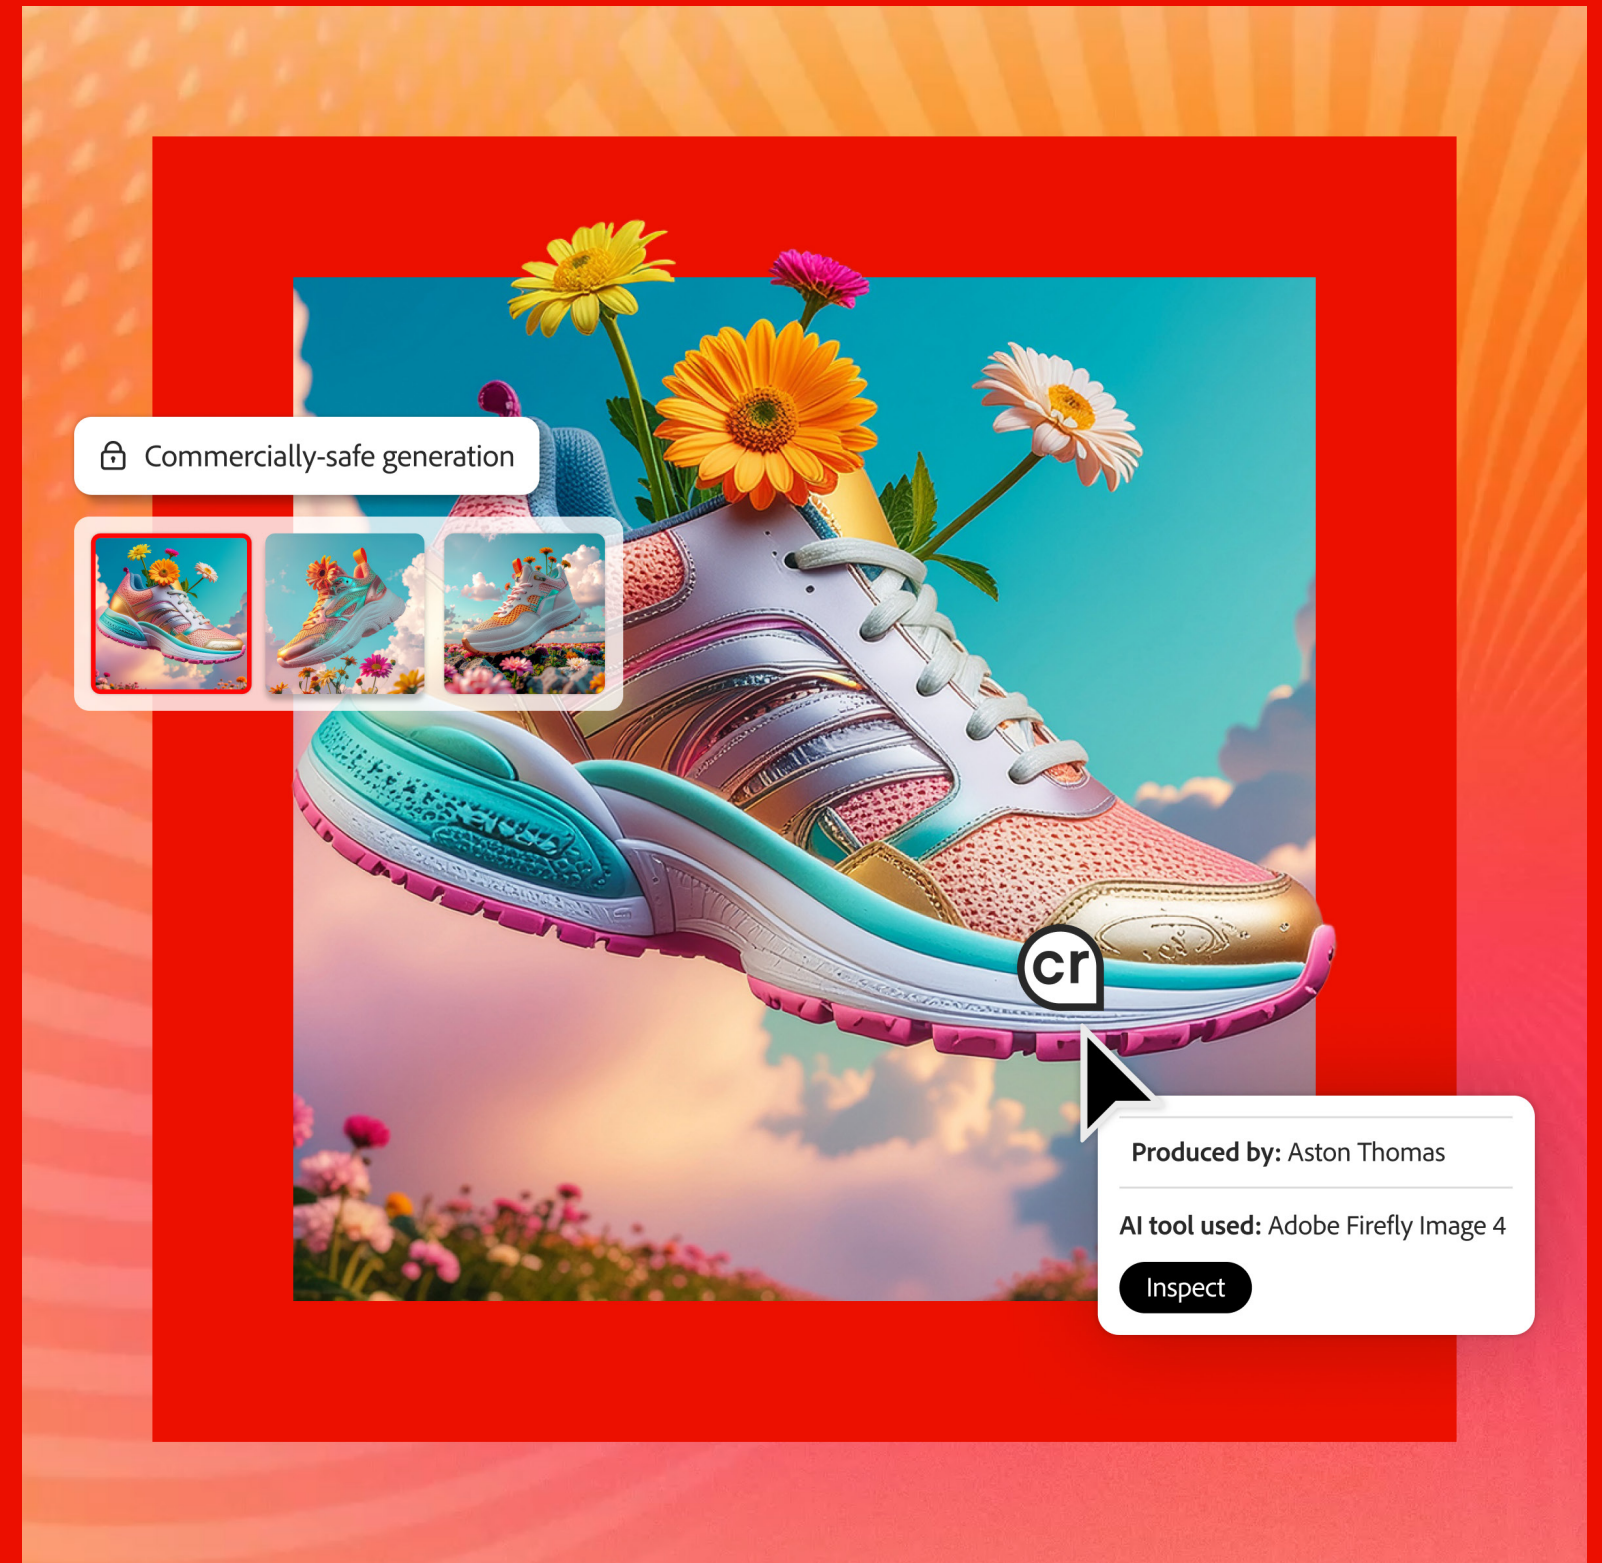 Commercially-safe generation
cr
Produced by: Aston Thomas
AI tool used: Adobe Firefly Image 4
Inspect